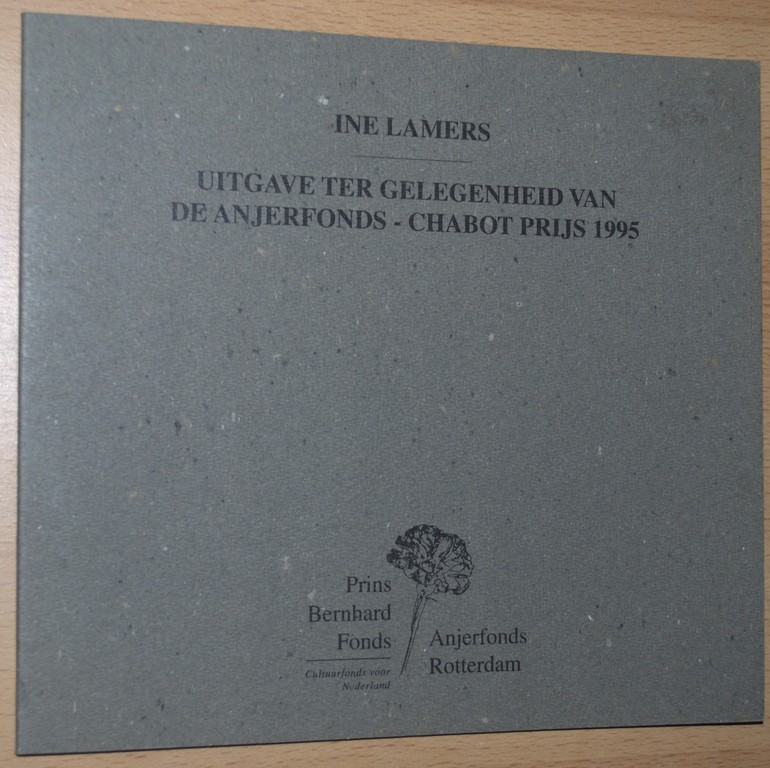 INE LAMERS
UITGAVE TER GELEGENHEID VAN
DE ANJERFONDS - CHABOT PRIJS 1995
Prins
Bernhard
Fonds
Cultuurfonds voor
Nederland
Anjerfonds
Rotterdam